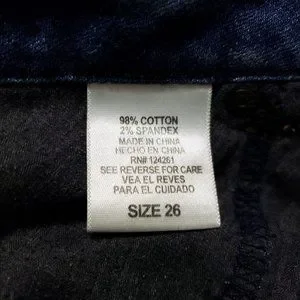 98% COTTON
2% SPANDEX
MADE IN CHINA
HECHO EN CHINA
RN# 124261
SEE REVERSE FOR CARE
VEA EL REVES
PARA EL CUIDADO
SIZE 26